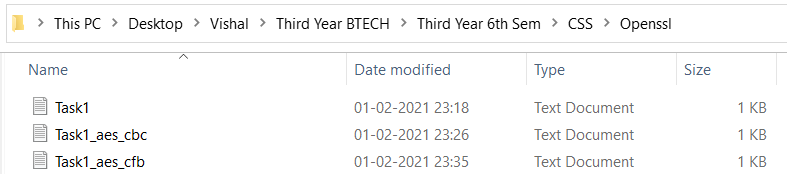 This PC > Desktop > Vishal > Third Year BTECH > Third Year 6th Sem > CSS > Openssl
Name Date modified Type Size
Task1 01-02-2021 23:18 Text Document 1 KB
Task1_aes_cbc 01-02-2021 23:26 Text Document 1 KB
Task1_aes_cfb 01-02-2021 23:35 Text Document 1 KB